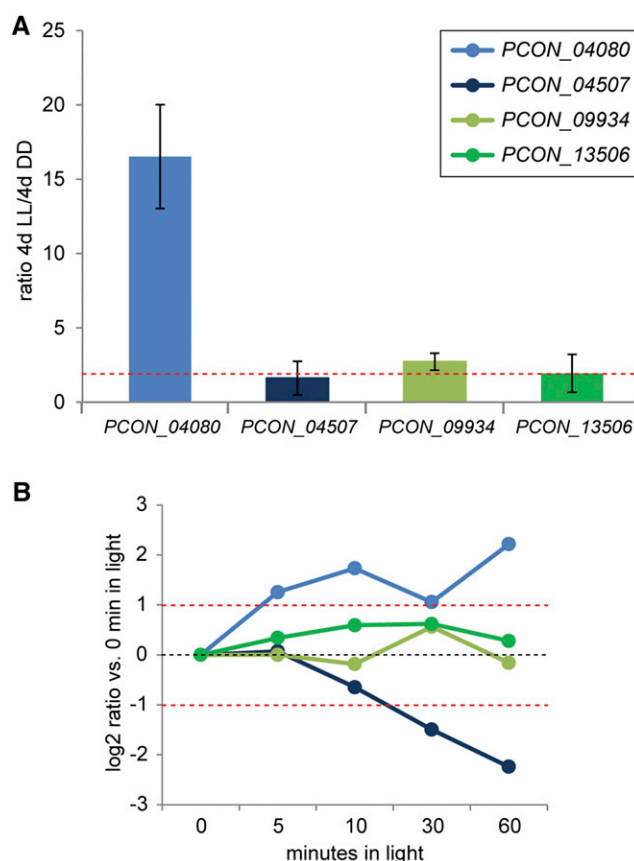 A
ratio 4d LL/4d DD
25
20
15
10
5
0
PCON_04080
PCON_04507
PCON_09934
PCON_13506
PCON_04080
PCON_04507
PCON_09934
PCON_13506
B
log2 ratio vs. 0 min in light
3
2
1
0
-1
-2
-3
0
5
10
30
60
minutes in light